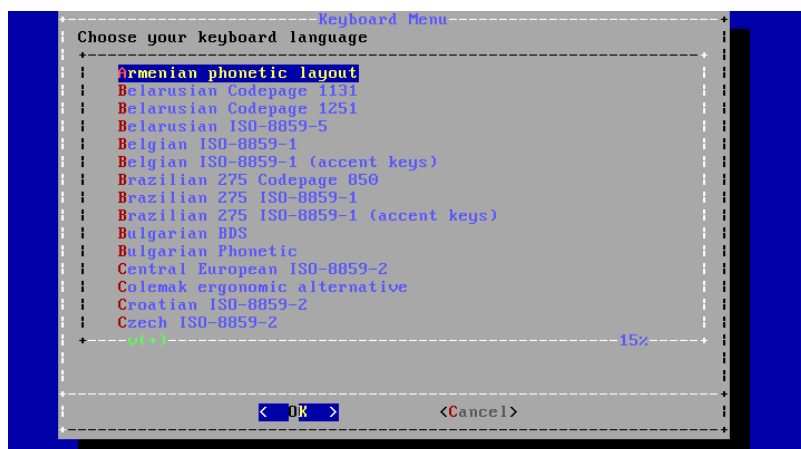 Keyboard Menu
Choose your keyboard language
Armenian phonetic layout
Belarusian Codepage 1131
Belarusian Codepage 1251
Belarusian ISO-8859-5
Belgian ISO-8859-1
Belgian ISO-8859-1 (accent keys)
Brazilian 275 Codepage 850
Brazilian 275 ISO-8859-1
Brazilian 275 ISO-8859-1 (accent keys)
Bulgarian BDS
Bulgarian Phonetic
Central European ISO-8859-2
Colemak ergonomic alternative
Croatian ISO-8859-2
Czech ISO-8859-2
v(+) 15%
< OK > <Cancel>